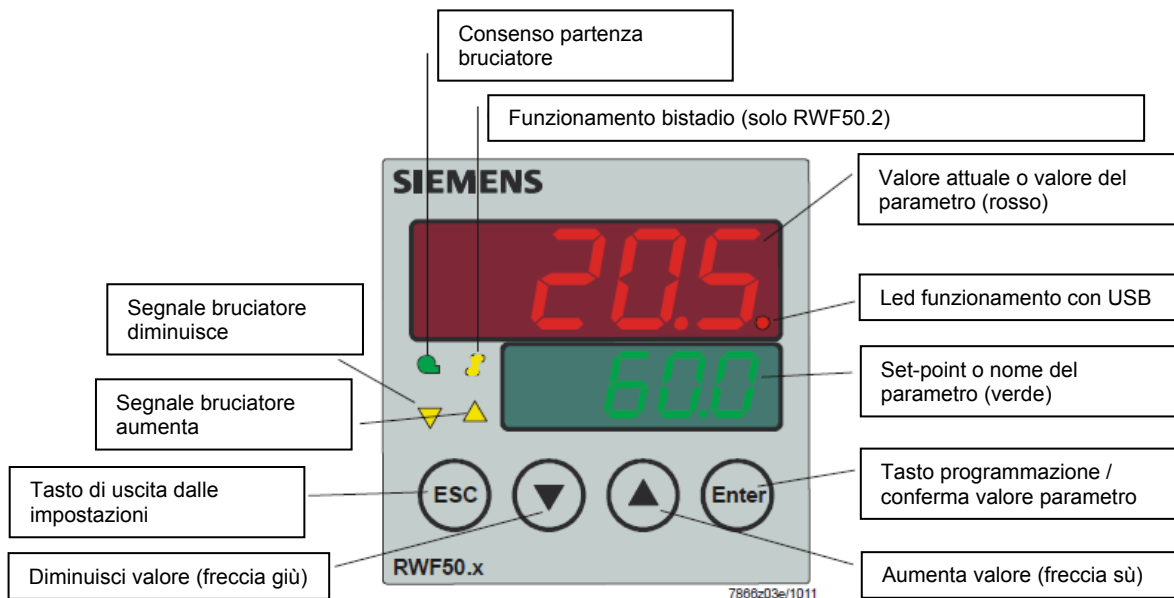 Consenso partenza
bruciatore
Funzionamento bistadio (solo RWF50.2)
SIEMENS
Valore attuale o valore del
parametro (rosso)
20.5
Led funzionamento con USB
Segnale bruciatore
diminuisce
60.0
Set-point o nome del
parametro (verde)
Segnale bruciatore
aumenta
Tasto di uscita dalle
impostazioni
ESC
Enter
Tasto programmazione /
conferma valore parametro
Diminuisci valore (freccia giù)
RWF50.x
Aumenta valore (freccia sù)
7866z03e/1011